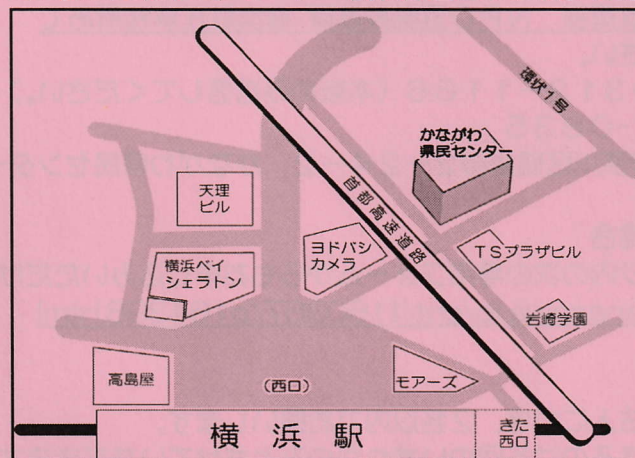 環状1号
かながわ
県民センター
天理
ビル
首都高速道路
ヨドバシ
カメラ
横浜ベイ
シェラトン
TSプラザビル
岩崎学園
高島屋
(西口)
モアーズ
横浜駅
きた
西口